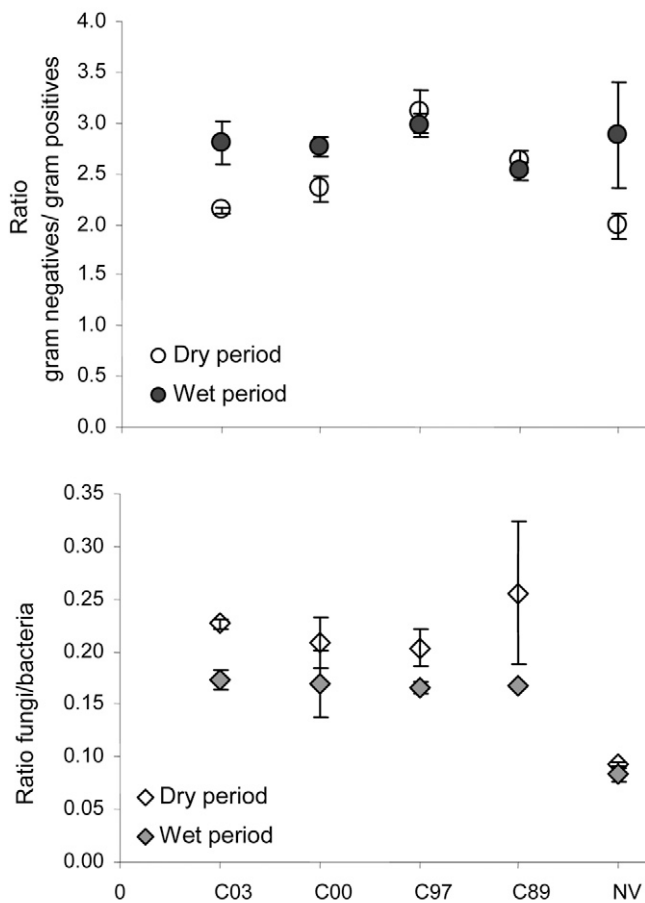 4.0
3.5
3.0
2.5
2.0
1.5
1.0
0.5
0.0
Ratio
gram negatives/ gram positives
Dry period
Wet period
0.35
0.30
0.25
0.20
0.15
0.10
0.05
0.00
Ratio fungi/bacteria
Dry period
Wet period
0 C03 C00 C97 C89 NV